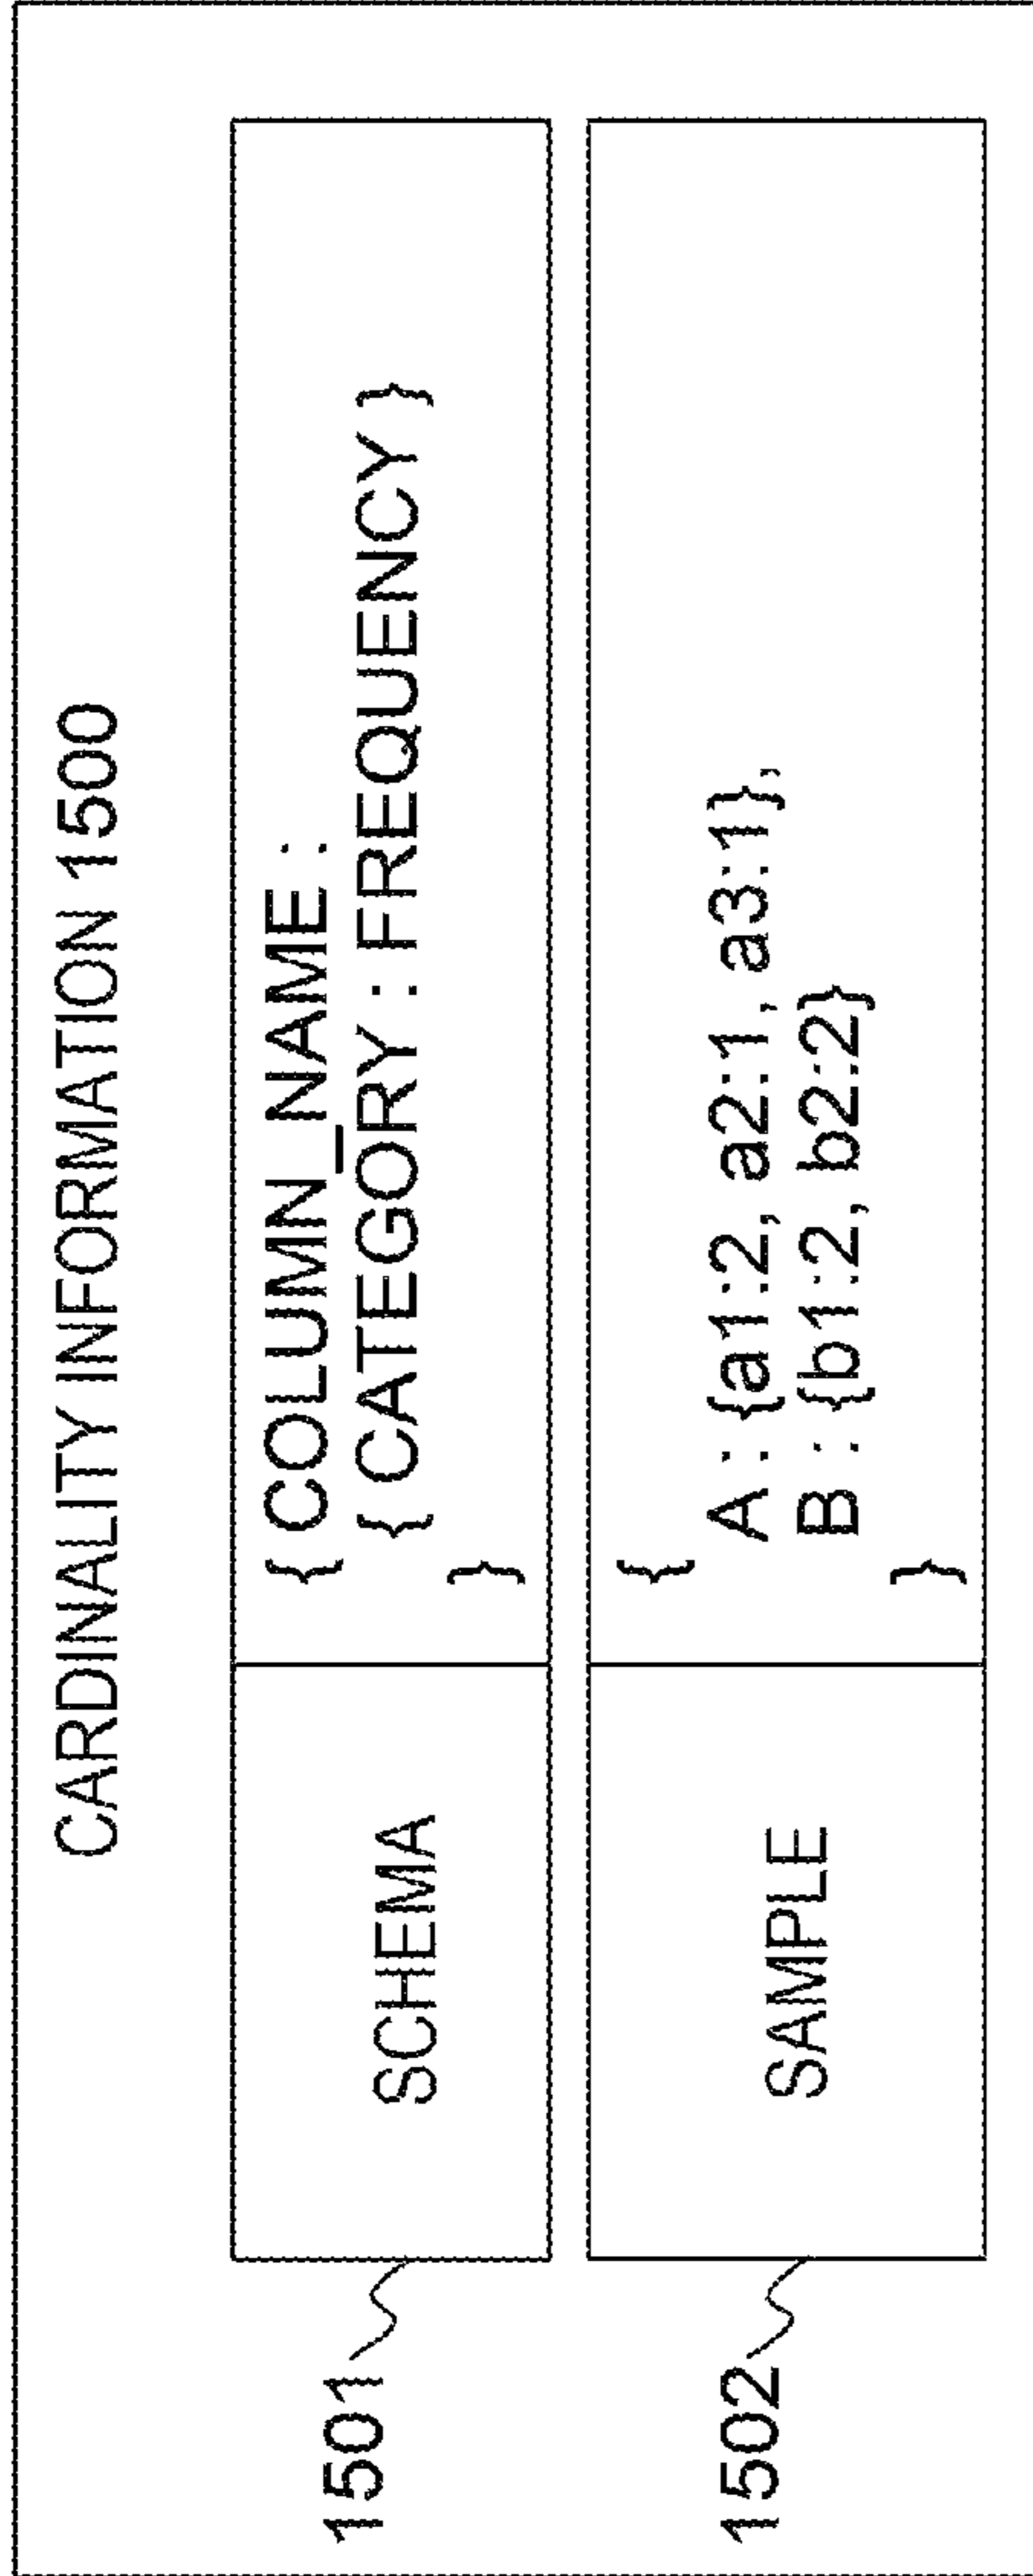 CARDINALITY INFORMATION 1500
1501
SCHEMA
{ COLUMN_NAME :
{ CATEGORY : FREQUENCY }
}
1502
SAMPLE
{
A : {a1:2, a2:1, a3:1},
B : {b1:2, b2:2}
}